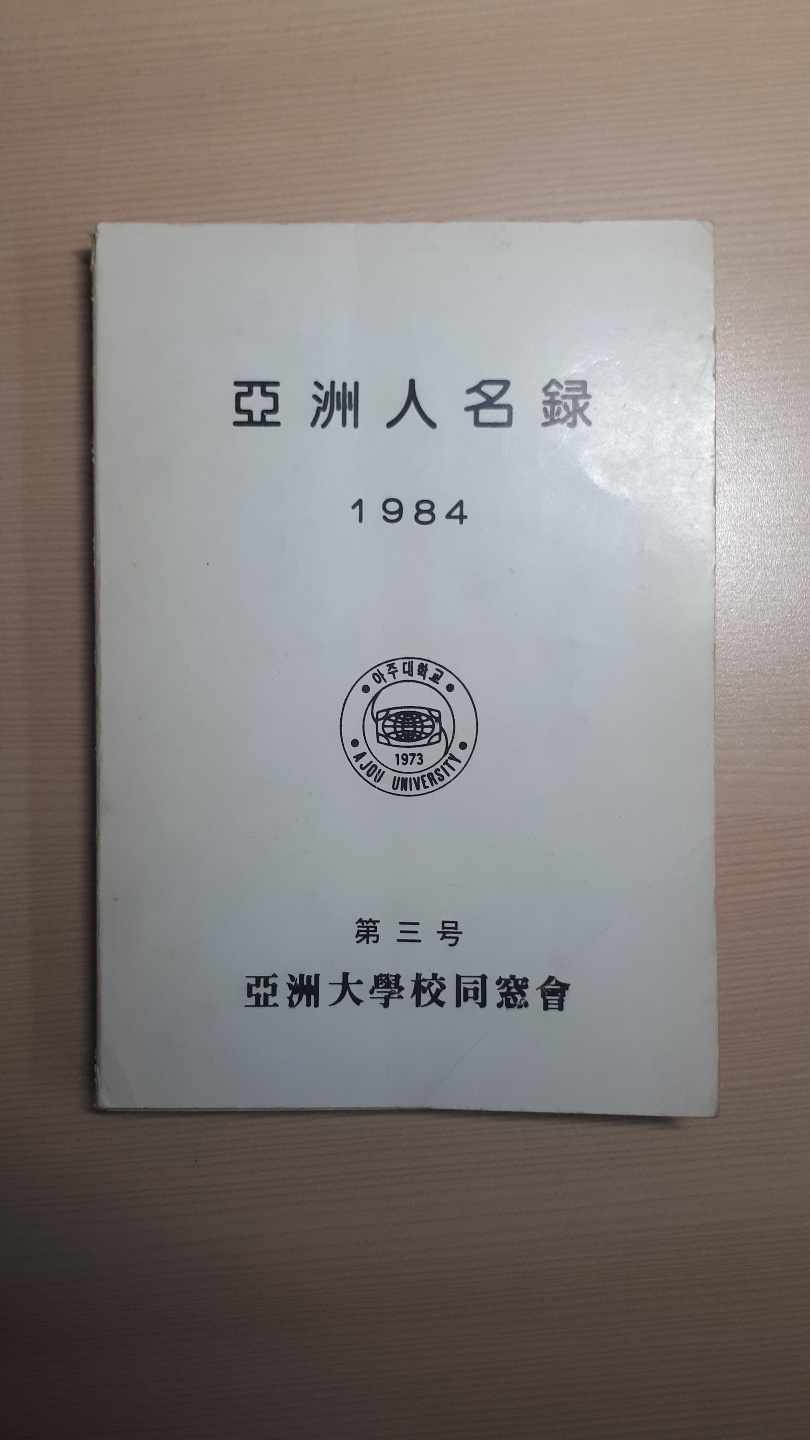 亞洲人名録
1984
아주대학교
1973
AJOU UNIVERSITY
第三号
亞洲大學校同窓會